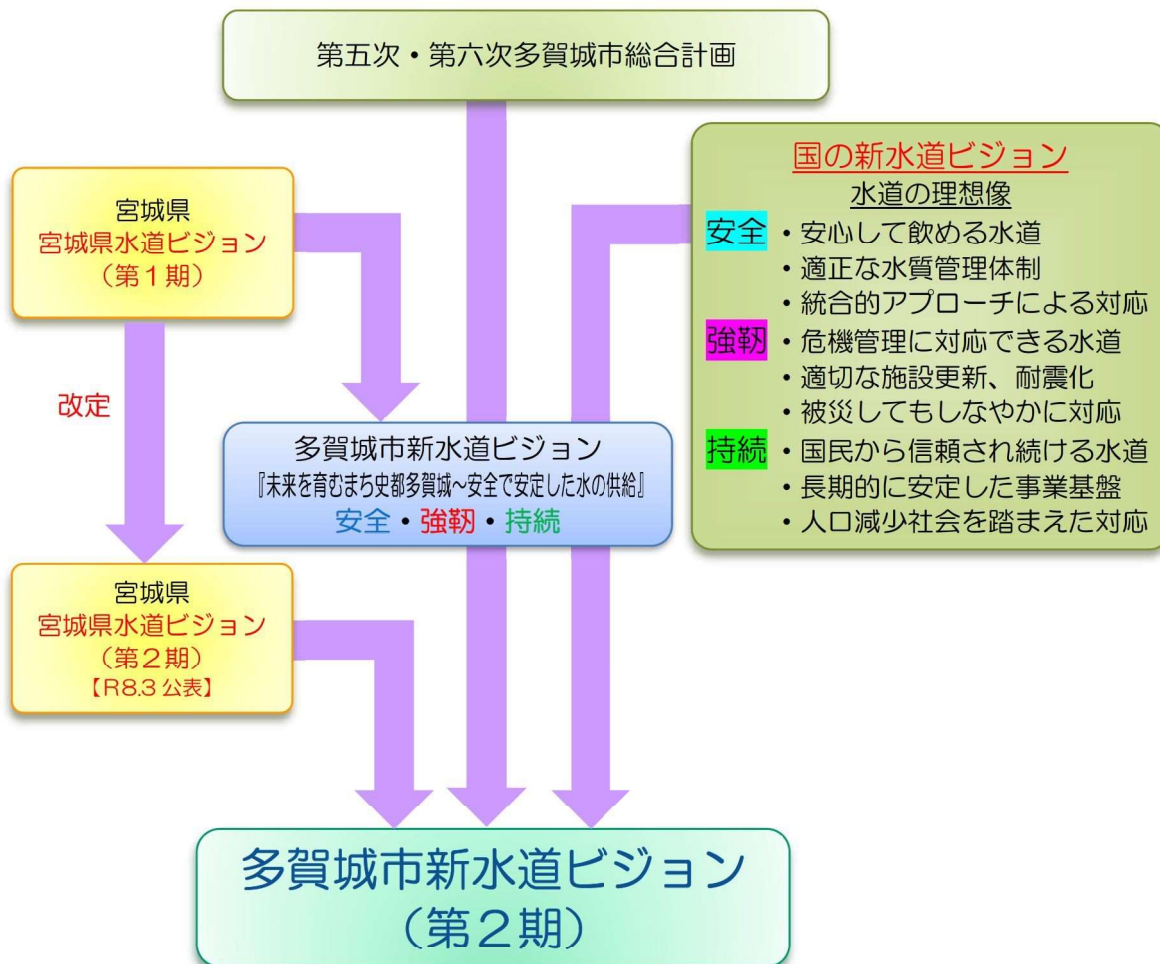 第五次・第六次多賀城市総合計画
宮城県
宮城県水道ビジョン
（第１期）
改定
宮城県
宮城県水道ビジョン
（第２期）
【R8.3 公表】
多賀城市新水道ビジョン
『未来を育むまち史都多賀城～安全で安定した水の供給』
安全・強靭・持続
国の新水道ビジョン
水道の理想像
安全 ・安心して飲める水道
・適正な水質管理体制
・統合的アプローチによる対応
強靭 ・危機管理に対応できる水道
・適切な施設更新、耐震化
・被災してもしなやかに対応
持続 ・国民から信頼され続ける水道
・長期的に安定した事業基盤
・人口減少社会を踏まえた対応
多賀城市新水道ビジョン
（第２期）